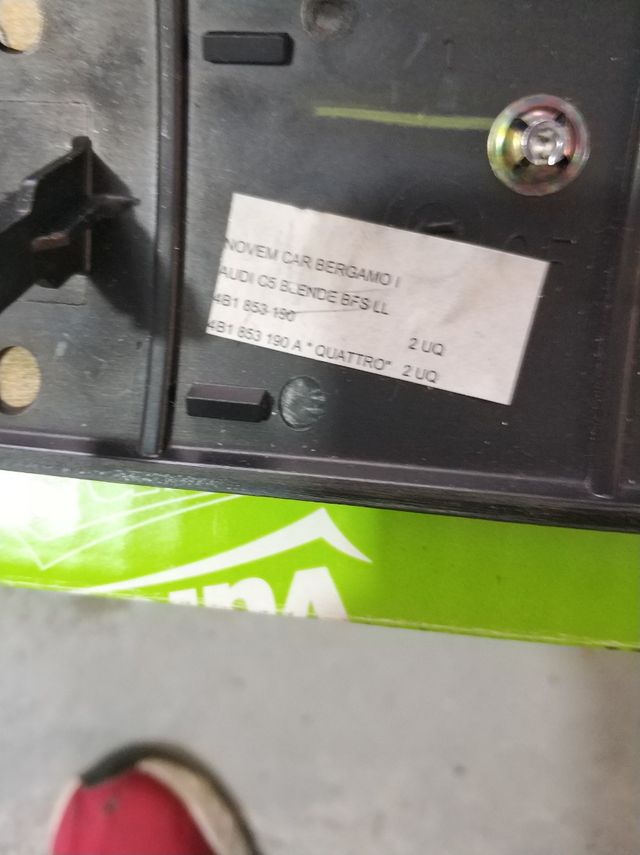 NOVEM CAR BERGAMO I
AUDI C5 BLENDE BFS LL
4B1 853 190 2 UQ
4B1 853 190 A " QUATTRO" 2 UQ